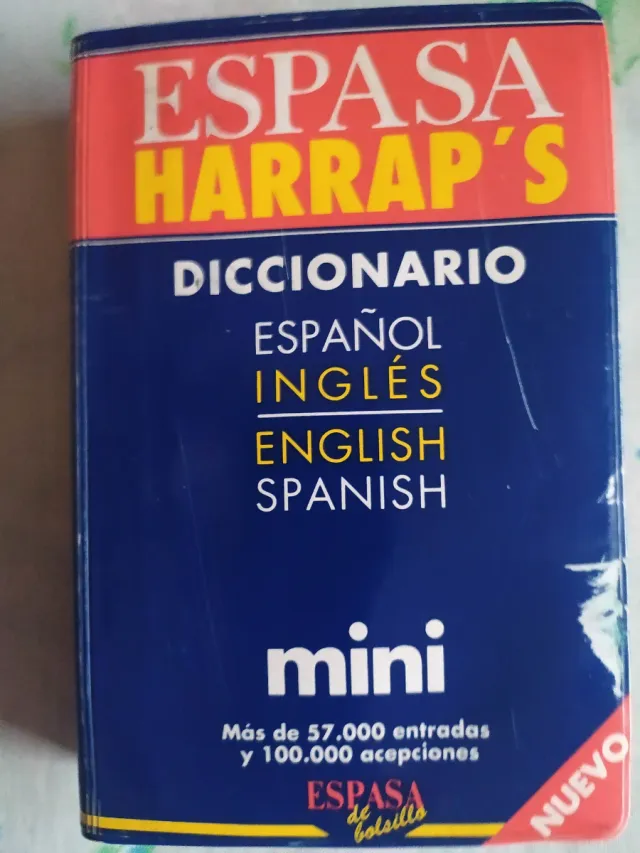 ESPASA
HARRAP'S
DICCIONARIO
ESPAÑOL
INGLÉS
ENGLISH
SPANISH
mini
Más de 57.000 entradas
y 100.000 acepciones
ESPASA
de
bolsillo
NUEVO